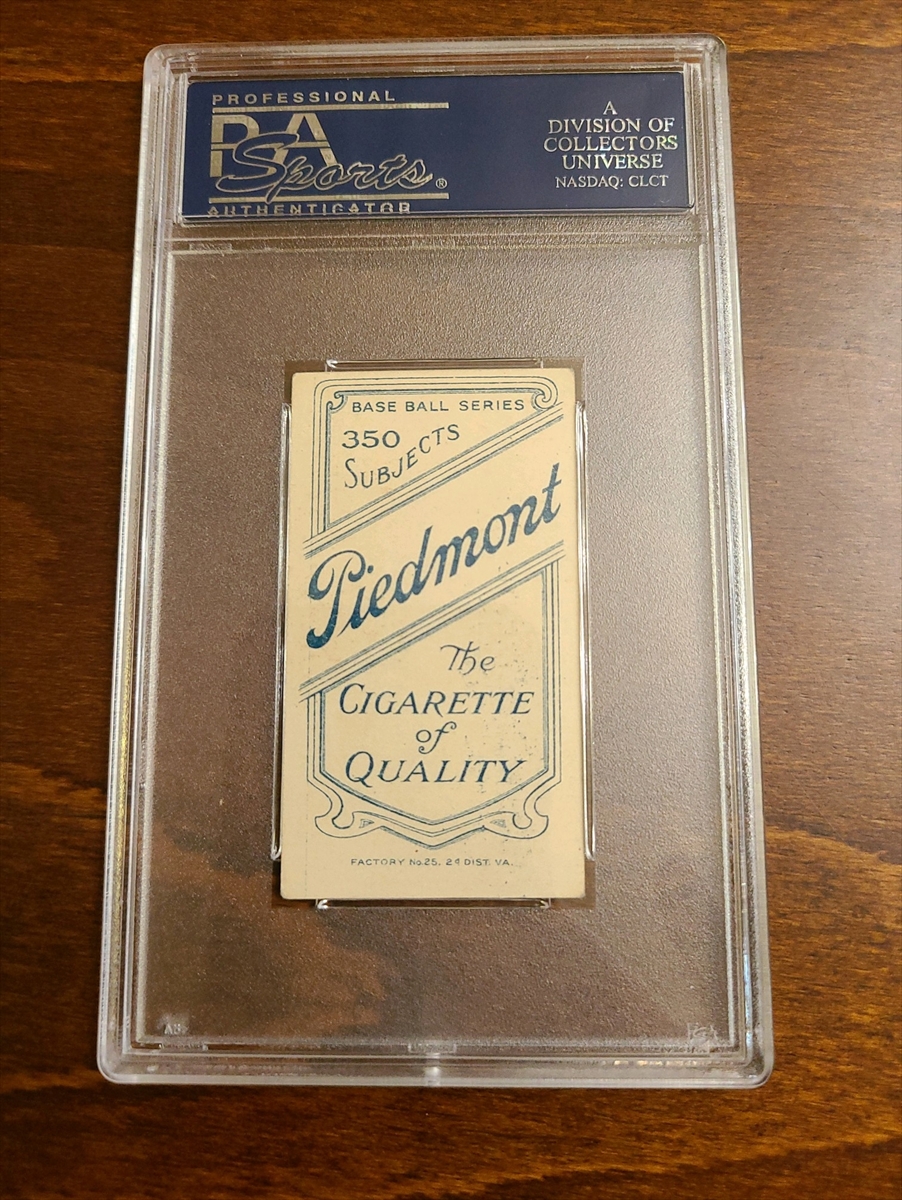 PROFESSIONAL
PSA
Sports®
AUTHENTICATOR
A
DIVISION OF
COLLECTORS
UNIVERSE
NASDAQ: CLCT
BASE BALL SERIES
350
SUBJECTS
Piedmont
The
CIGARETTE
of
QUALITY
FACTORY No 25, 2d DIST. VA.
PSA